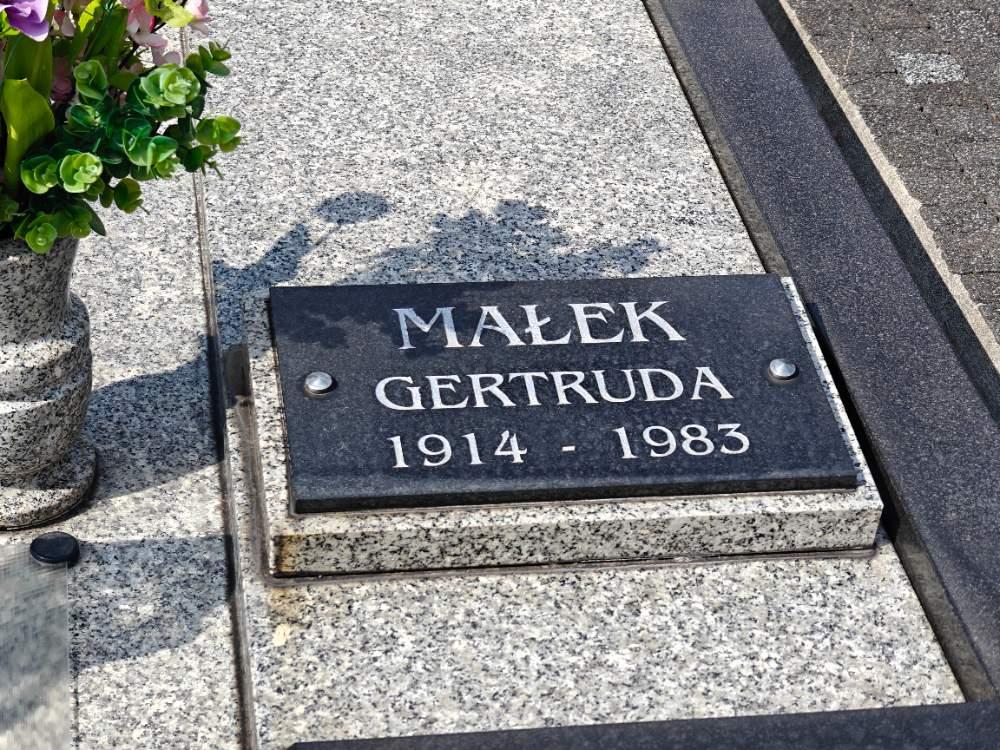 MAŁEK
GERTRUDA
1914 - 1983